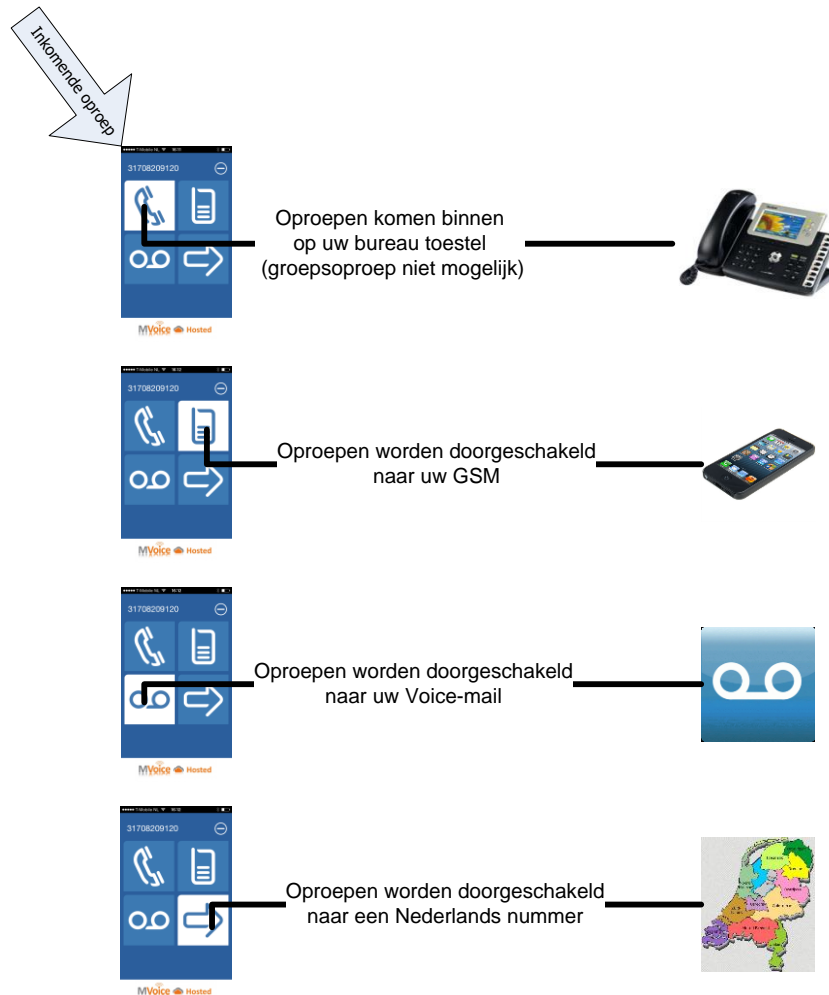 Inkomende oproep
31708209120
Oproepen komen binnen
op uw bureau toestel
(groepsoproep niet mogelijk)
MVoice Hosted
31708209120
Oproepen worden doorgeschakeld
naar uw GSM
MVoice Hosted
31708209120
Oproepen worden doorgeschakeld
naar uw Voice-mail
MVoice Hosted
31708209120
Oproepen worden doorgeschakeld
naar een Nederlands nummer
MVoice Hosted